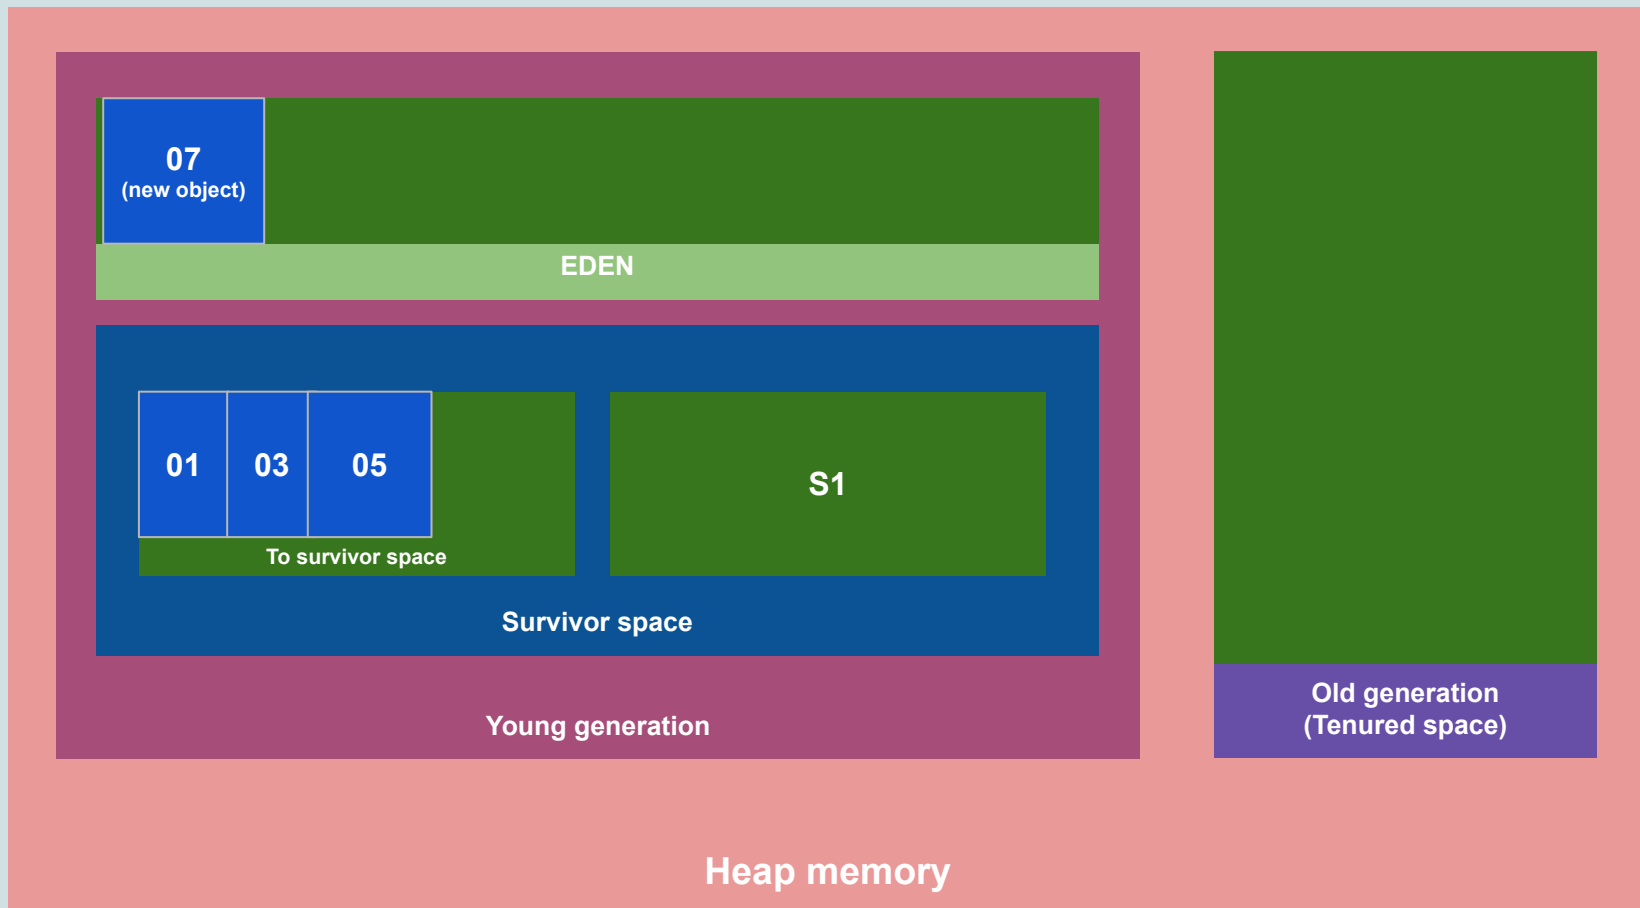 07
(new object)
EDEN
01 03 05
To survivor space
S1
Survivor space
Young generation
Old generation
(Tenured space)
Heap memory